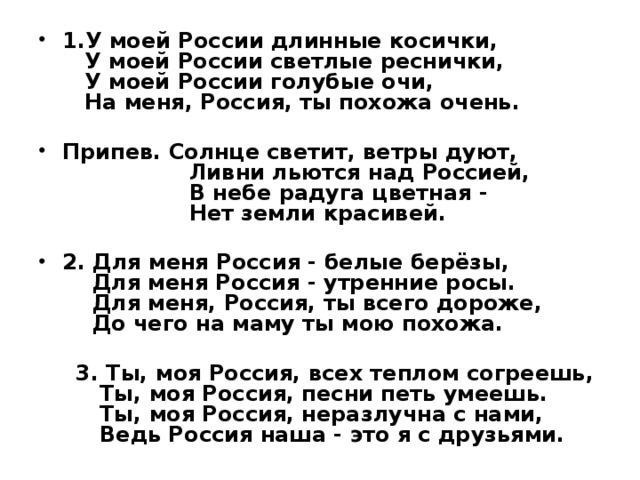 • 1.У моей России длинные косички,
У моей России светлые реснички,
У моей России голубые очи,
На меня, Россия, ты похожа очень.
• Припев. Солнце светит, ветры дуют,
Ливни льются над Россией,
В небе радуга цветная -
Нет земли красивей.
• 2. Для меня Россия - белые берёзы,
Для меня Россия - утренние росы.
Для меня, Россия, ты всего дороже,
До чего на маму ты мою похожа.
3. Ты, моя Россия, всех теплом согреешь,
Ты, моя Россия, песни петь умеешь.
Ты, моя Россия, неразлучна с нами,
Ведь Россия наша - это я с друзьями.